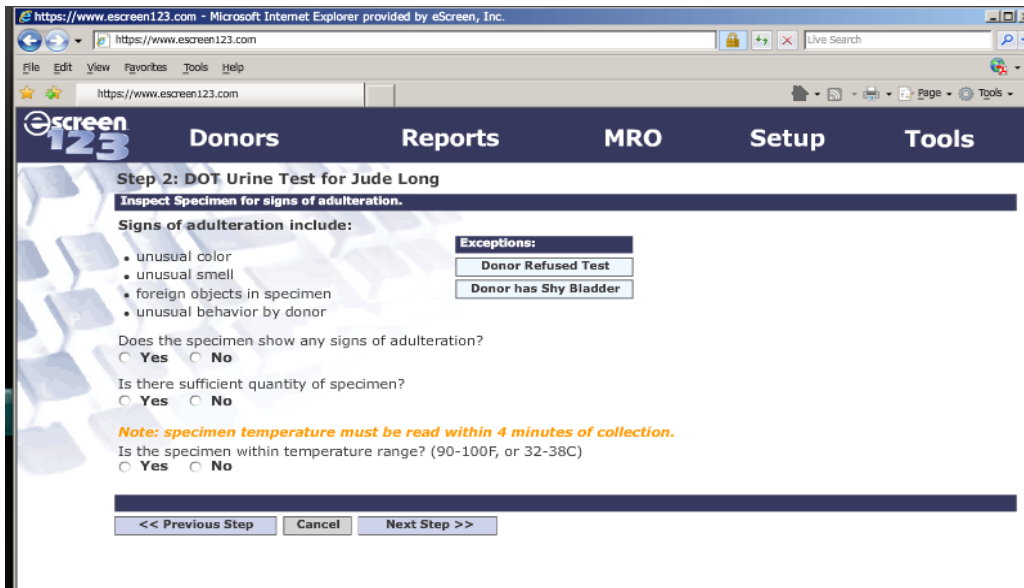 https://www.escreen123.com - Microsoft Internet Explorer provided by eScreen, Inc.
https://www.escreen123.com
Live Search
File Edit View Favorites Tools Help
https://www.escreen123.com
Page Tools
escreen 123
Donors Reports MRO Setup Tools
Step 2: DOT Urine Test for Jude Long
Inspect Specimen for signs of adulteration.
Signs of adulteration include:
• unusual color
• unusual smell
• foreign objects in specimen
• unusual behavior by donor
Exceptions:
Donor Refused Test
Donor has Shy Bladder
Does the specimen show any signs of adulteration?
Yes No
Is there sufficient quantity of specimen?
Yes No
Note: specimen temperature must be read within 4 minutes of collection.
Is the specimen within temperature range? (90-100F, or 32-38C)
Yes No
<< Previous Step Cancel Next Step >>